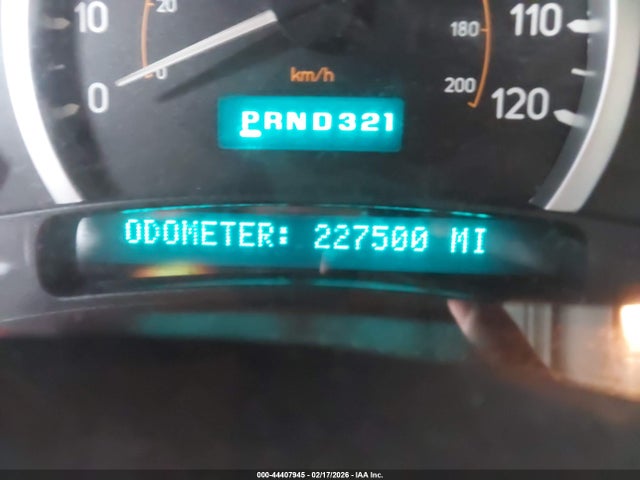 10 20 180 110
0 0 km/h 200 120
PRND321
ODOMETER: 227500 MI
000-44407945 - 02/17/2026 - IAA Inc.